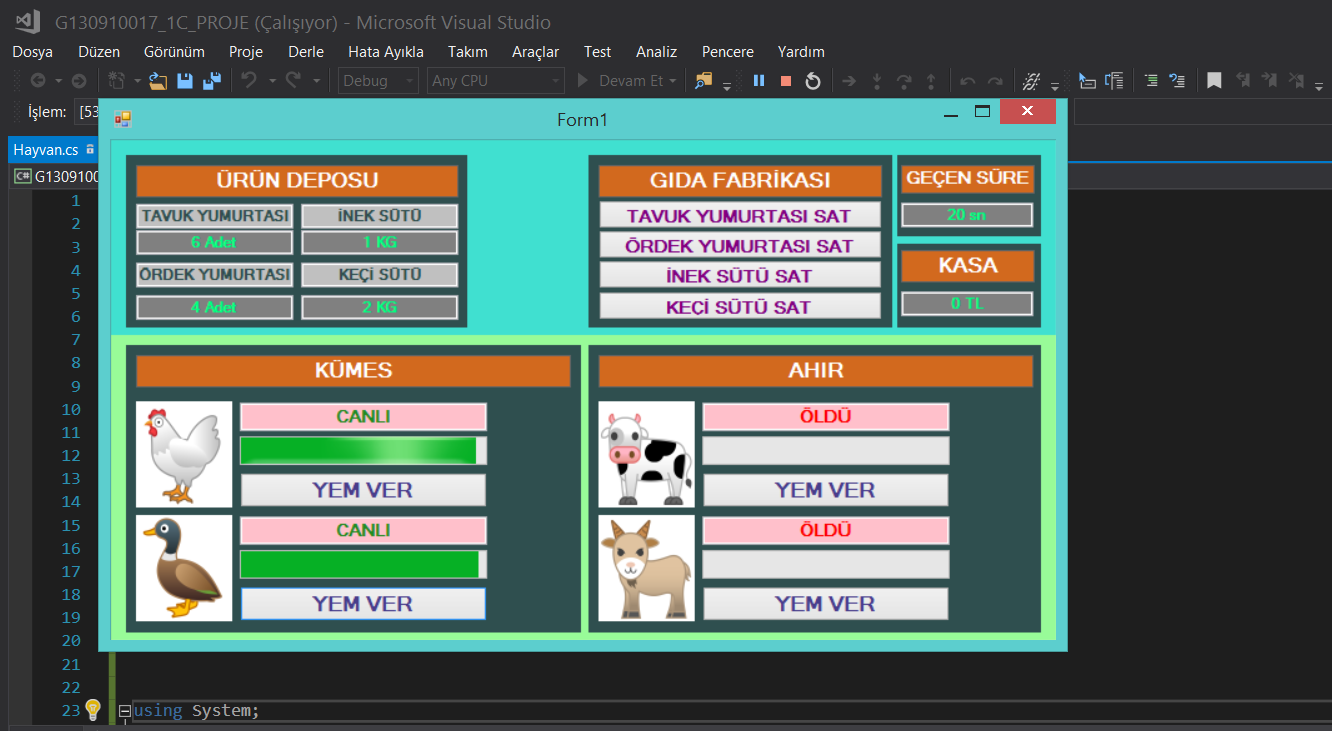 G130910017_1C_PROJE (Çalışıyor) - Microsoft Visual Studio
Dosya Düzen Görünüm Proje Derle Hata Ayıkla Takım Araçlar Test Analiz Pencere Yardım
Debug Any CPU Devam Et
İşlem: [53
Form1
Hayvan.cs
C# G1309100
ÜRÜN DEPOSU
TAVUK YUMURTASI İNEK SÜTÜ
6 Adet 1 KG
ÖRDEK YUMURTASI KEÇİ SÜTÜ
4 Adet 2 KG
GIDA FABRİKASI
TAVUK YUMURTASI SAT
ÖRDEK YUMURTASI SAT
İNEK SÜTÜ SAT
KEÇİ SÜTÜ SAT
GEÇEN SÜRE
20 sn
KASA
0 TL
KÜMES
CANLI
YEM VER
CANLI
YEM VER
AHIR
ÖLDÜ
YEM VER
ÖLDÜ
YEM VER
1
2
3
4
5
6
7
8
9
10
11
12
13
14
15
16
17
18
19
20
21
22
23 using System;